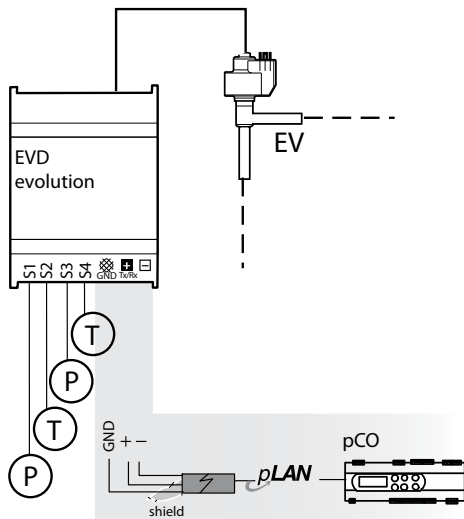 EV
EVD
evolution
S1
S2
S3
S4
GND
Tx/Rx
+
−
T
P
T
P
GND
+
−
shield
pLAN
pCO